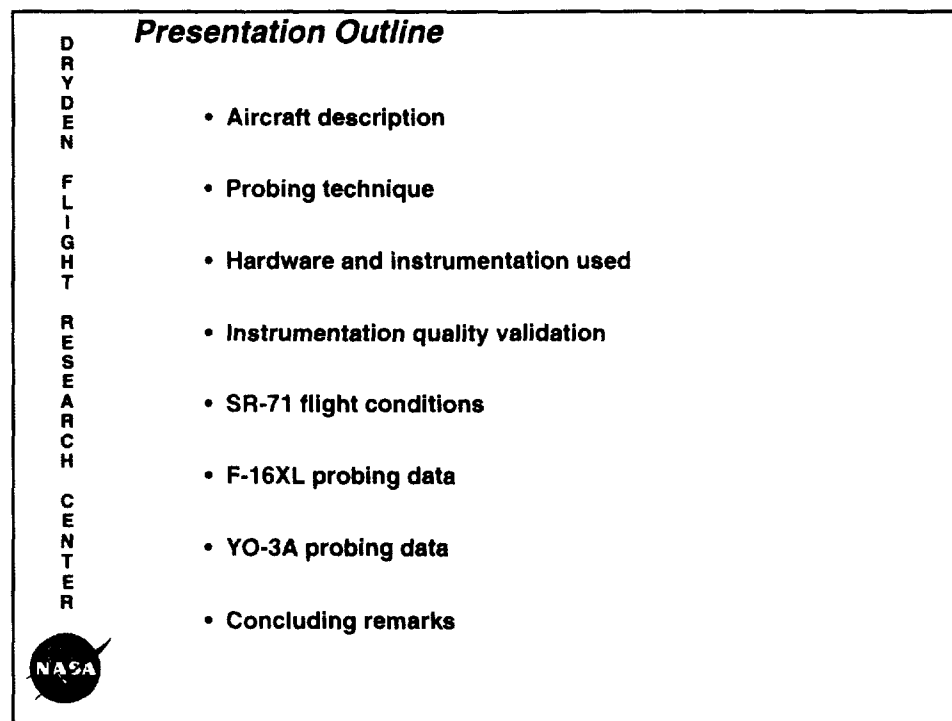 Presentation Outline
DRYDEN FLIGHT RESEARCH CENTER
• Aircraft description
• Probing technique
• Hardware and instrumentation used
• Instrumentation quality validation
• SR-71 flight conditions
• F-16XL probing data
• YO-3A probing data
• Concluding remarks
NASA